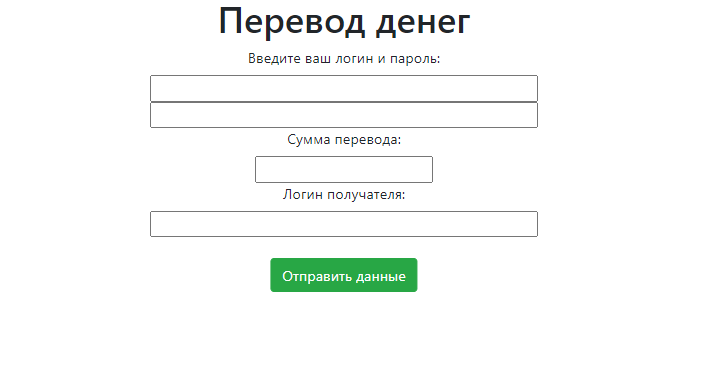 Перевод денег
Введите ваш логин и пароль:
Сумма перевода:
Логин получателя:
Отправить данные